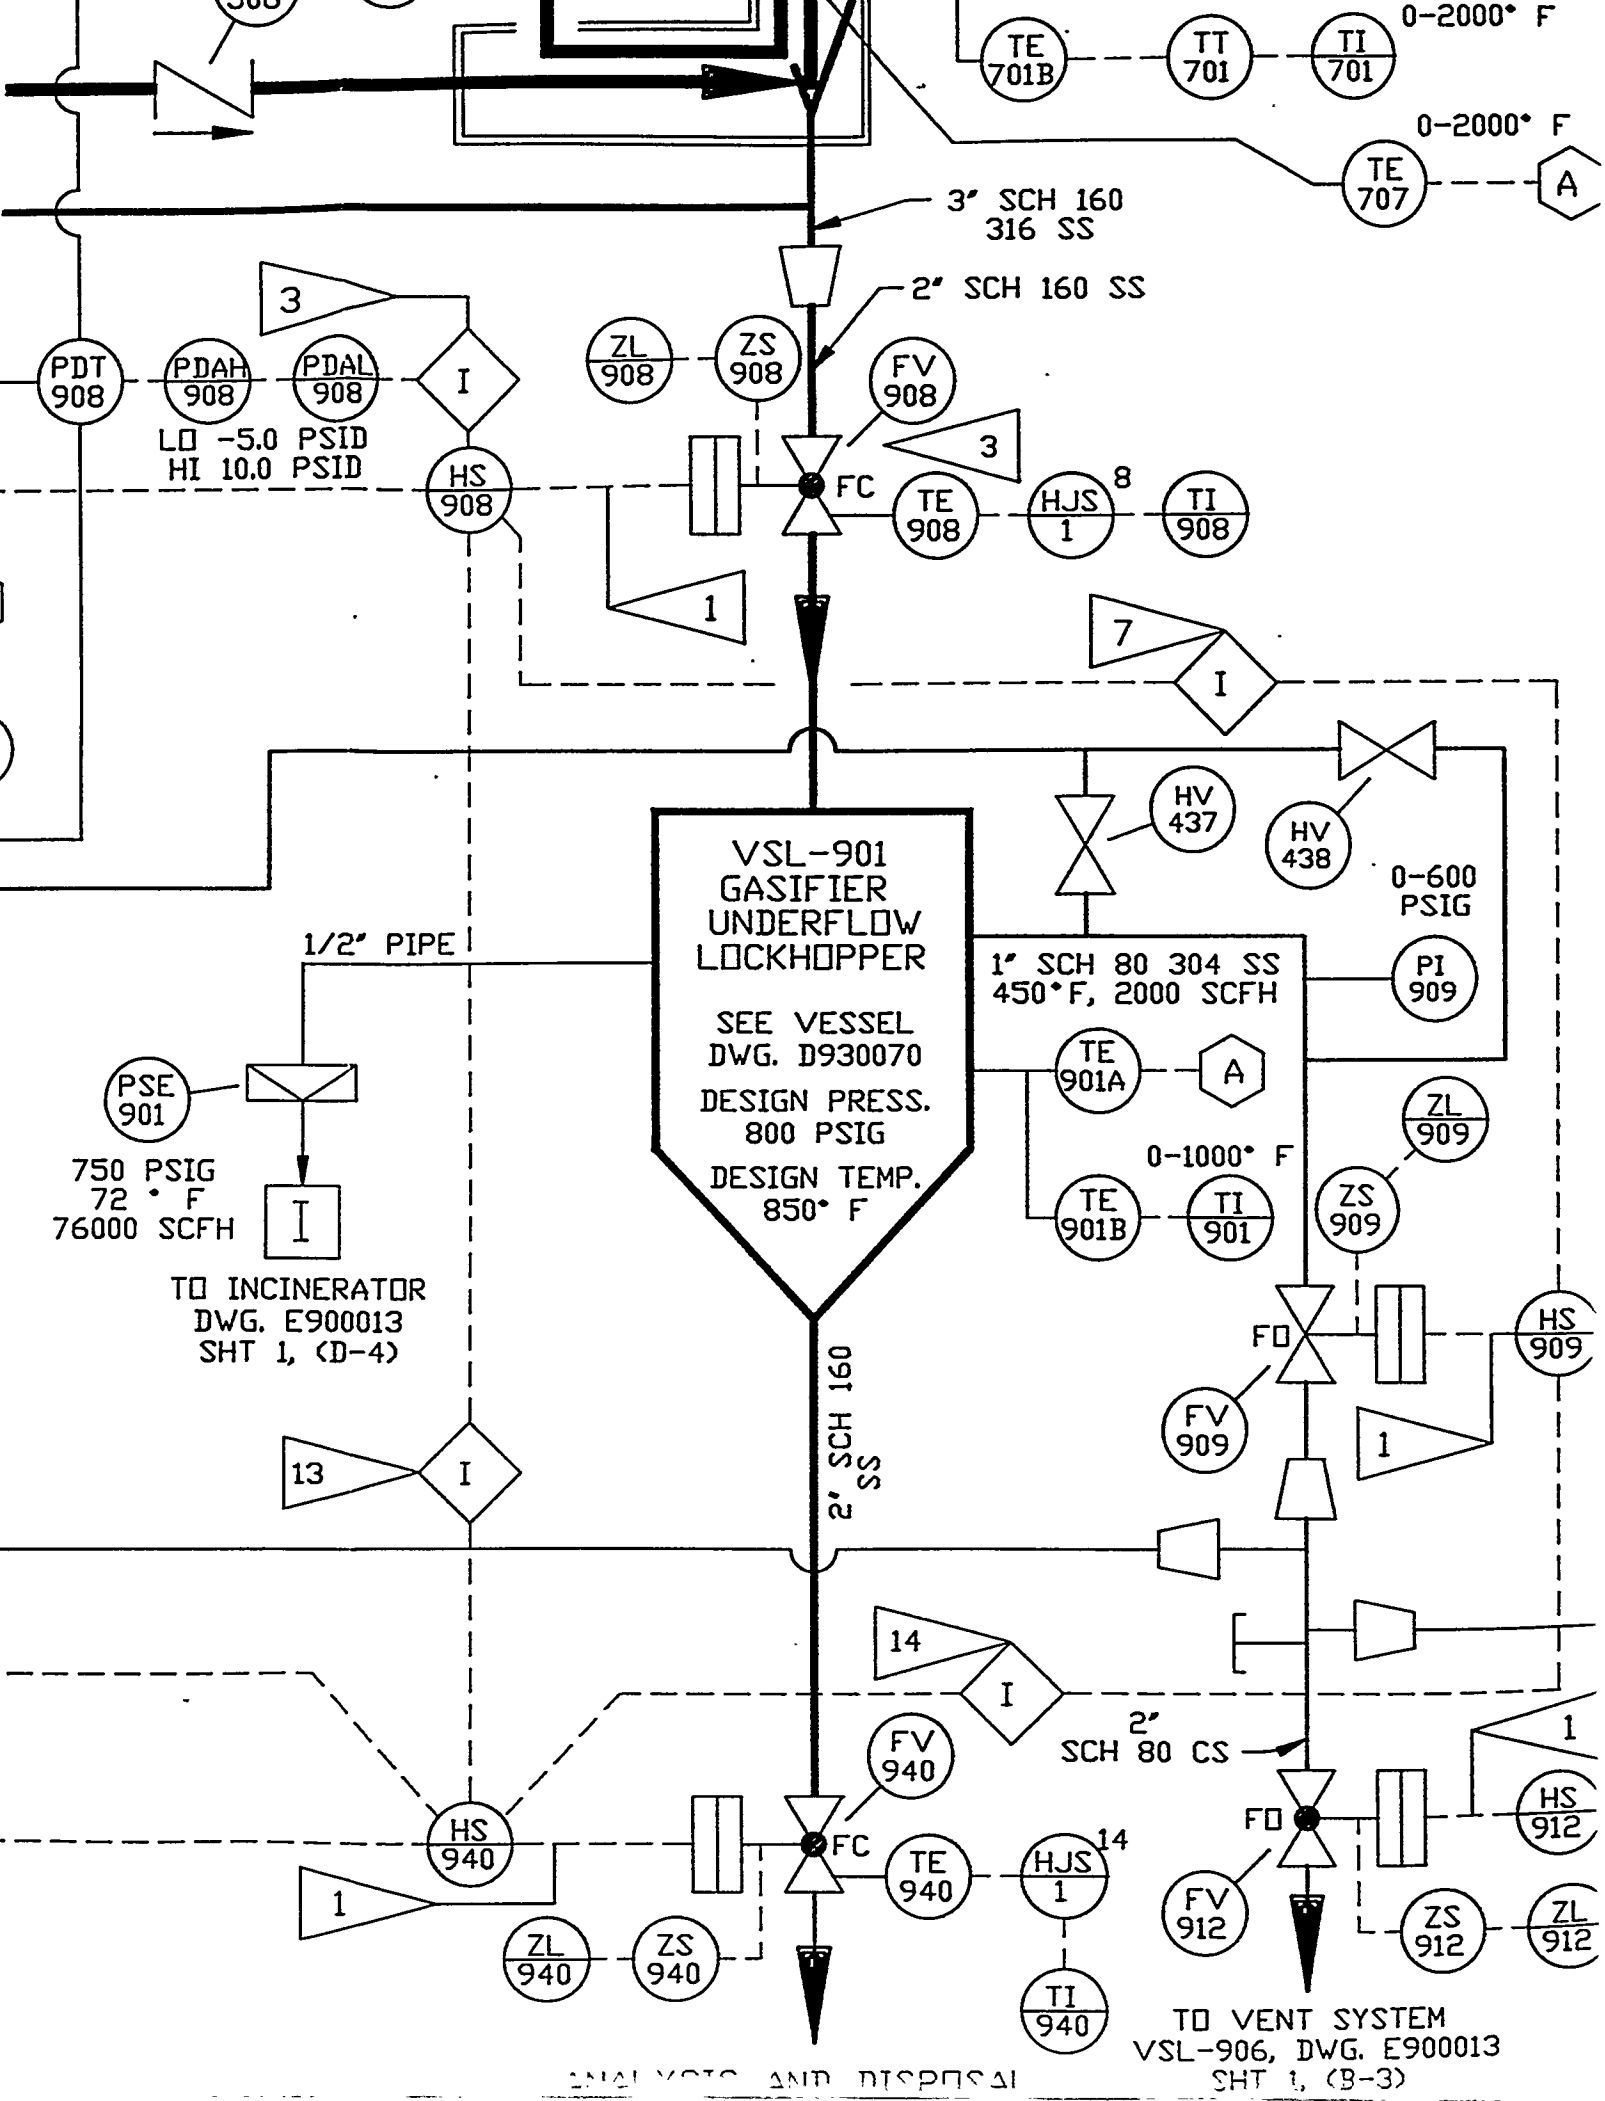 0-2000° F
TE
701B
TT
701
TI
701
0-2000° F
TE
707
A
3" SCH 160
316 SS
2" SCH 160 SS
3
ZL
908
ZS
908
FV
908
PDT
908
PDAH
908
PDAL
908
I
LO -5.0 PSID
HI 10.0 PSID
3
HS
908
FC
TE
908
HJS
1
8
TI
908
1
7
I
HV
437
HV
438
VSL-901
GASIFIER
UNDERFLOW
LOCKHOPPER
0-600
PSIG
1/2" PIPE
1" SCH 80 304 SS
450°F, 2000 SCFH
PI
909
SEE VESSEL
DWG. D930070
TE
901A
A
PSE
901
DESIGN PRESS.
800 PSIG
ZL
909
750 PSIG
72 ° F
76000 SCFH
DESIGN TEMP.
850° F
0-1000° F
TE
901B
TI
901
ZS
909
I
TO INCINERATOR
DWG. E900013
SHT 1, (D-4)
FO
HS
909
2" SCH 160
SS
FV
909
1
13
I
14
I
2"
SCH 80 CS
1
FV
940
HS
940
FC
TE
940
HJS
1
14
FO
HS
912
1
FV
912
ZS
912
ZL
912
ZL
940
ZS
940
TI
940
TO VENT SYSTEM
VSL-906, DWG. E900013
SHT 1, (B-3)
ANALYSIS AND DISPOSAL